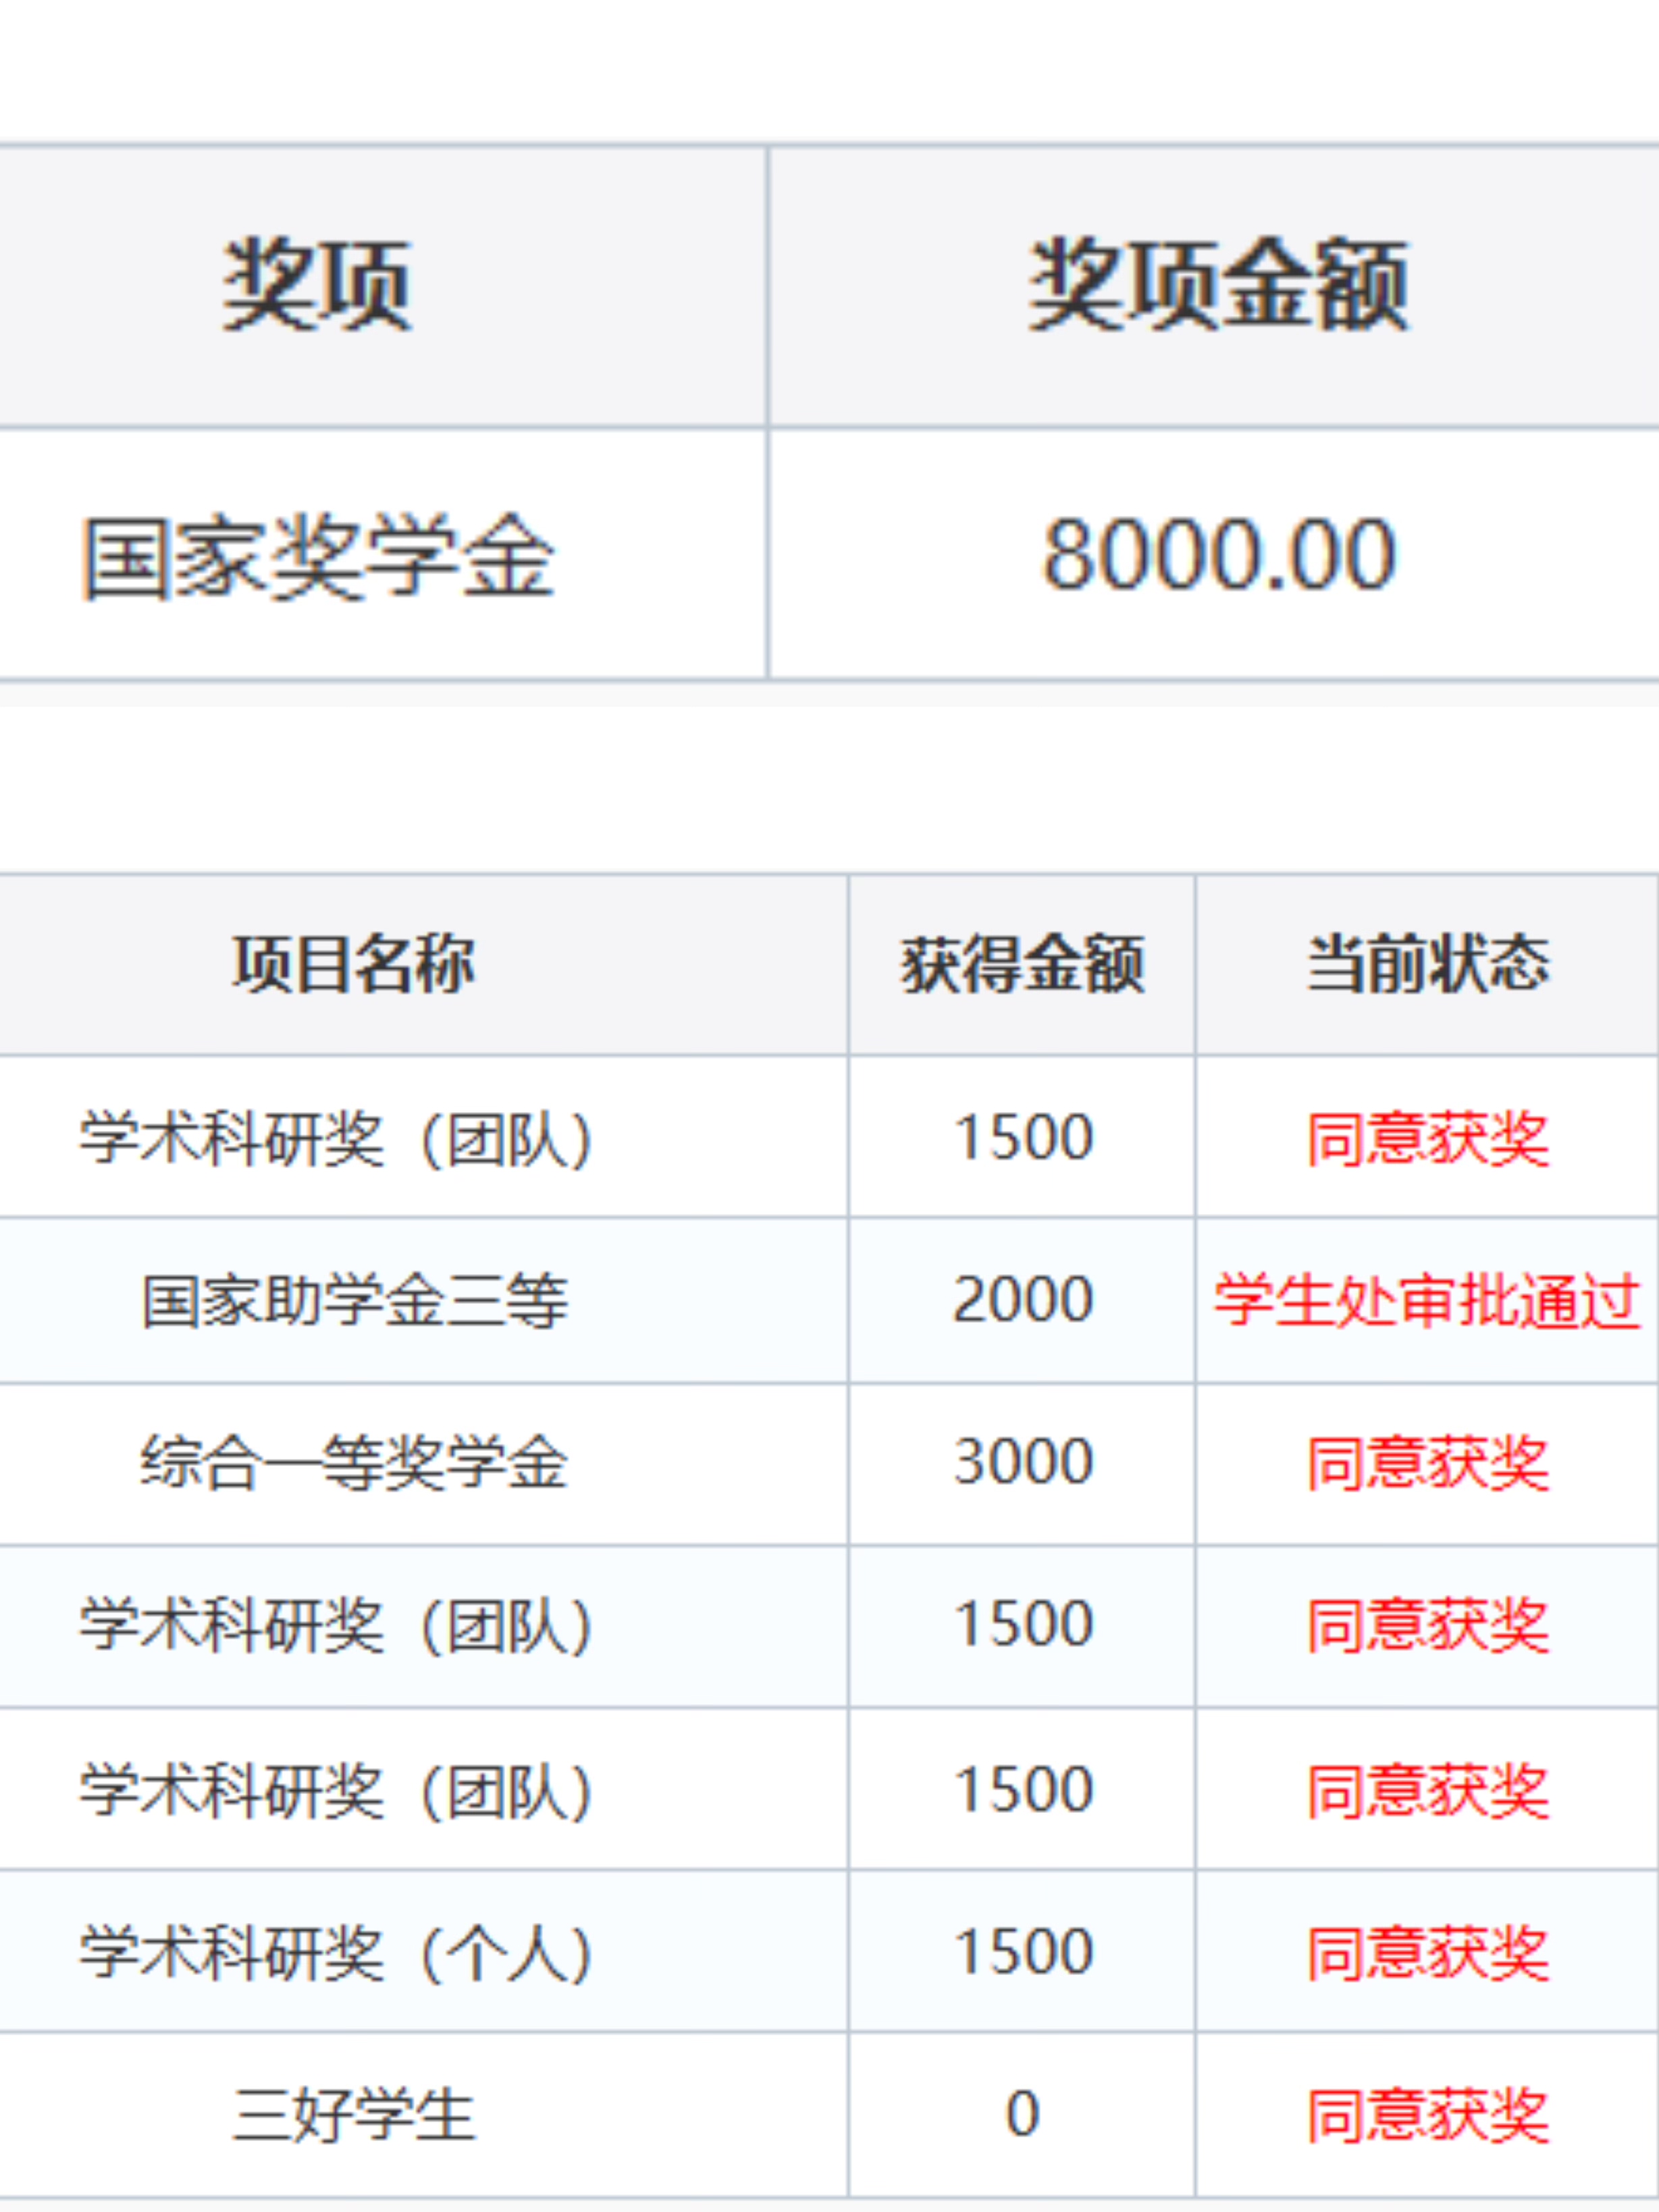 奖项 奖项金额
国家奖学金 8000.00
项目名称 获得金额 当前状态
学术科研奖（团队） 1500 同意获奖
国家助学金三等 2000 学生处审批通过
综合一等奖学金 3000 同意获奖
学术科研奖（团队） 1500 同意获奖
学术科研奖（团队） 1500 同意获奖
学术科研奖（个人） 1500 同意获奖
三好学生 0 同意获奖